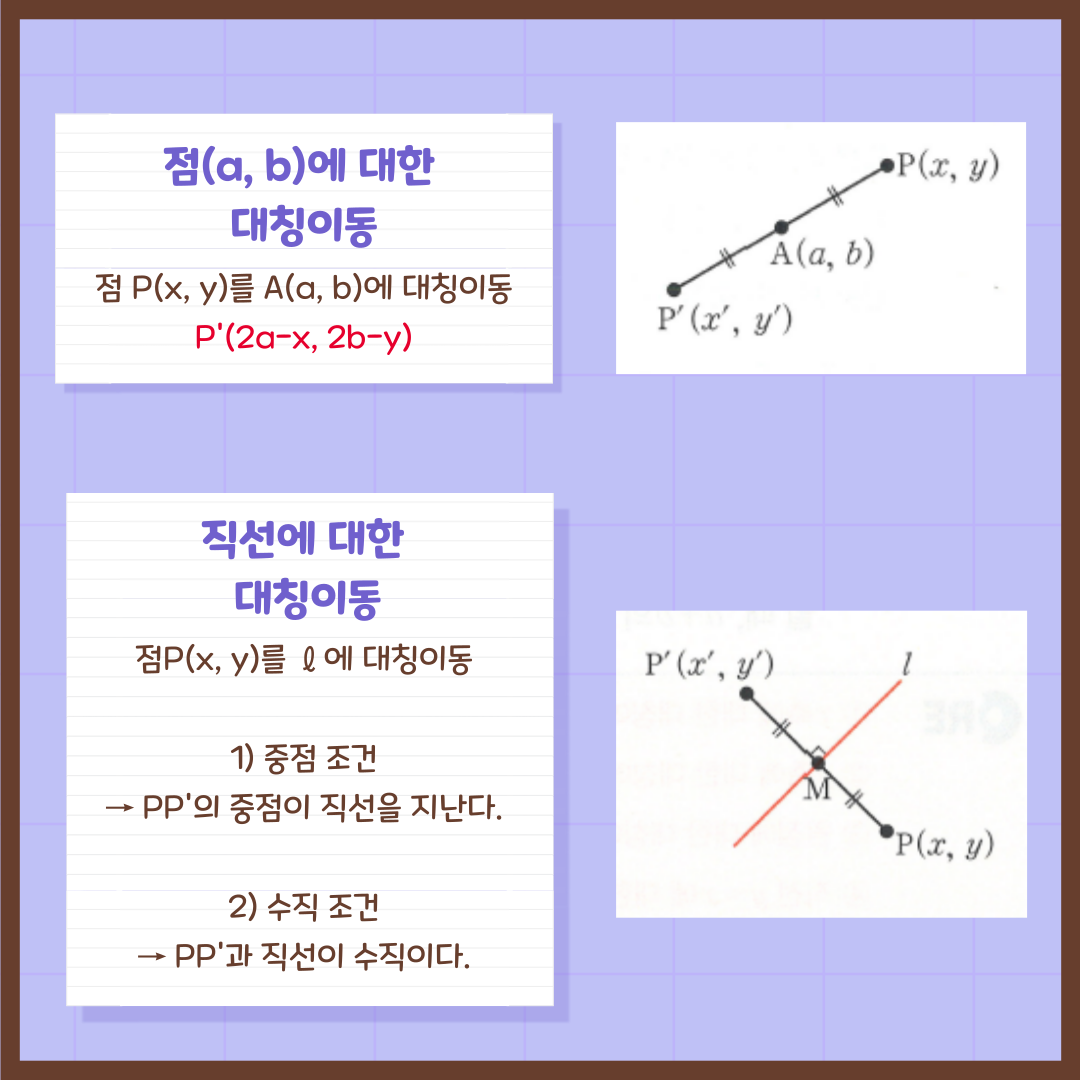 점(a, b)에 대한
대칭이동
점 P(x, y)를 A(a, b)에 대칭이동
P'(2a-x, 2b-y)
P(x, y)
A(a, b)
P′(x′, y′)
직선에 대한
대칭이동
점P(x, y)를 ℓ에 대칭이동
1) 중점 조건
→ PP'의 중점이 직선을 지난다.
2) 수직 조건
→ PP'과 직선이 수직이다.
P′(x′, y′)
l
M
P(x, y)